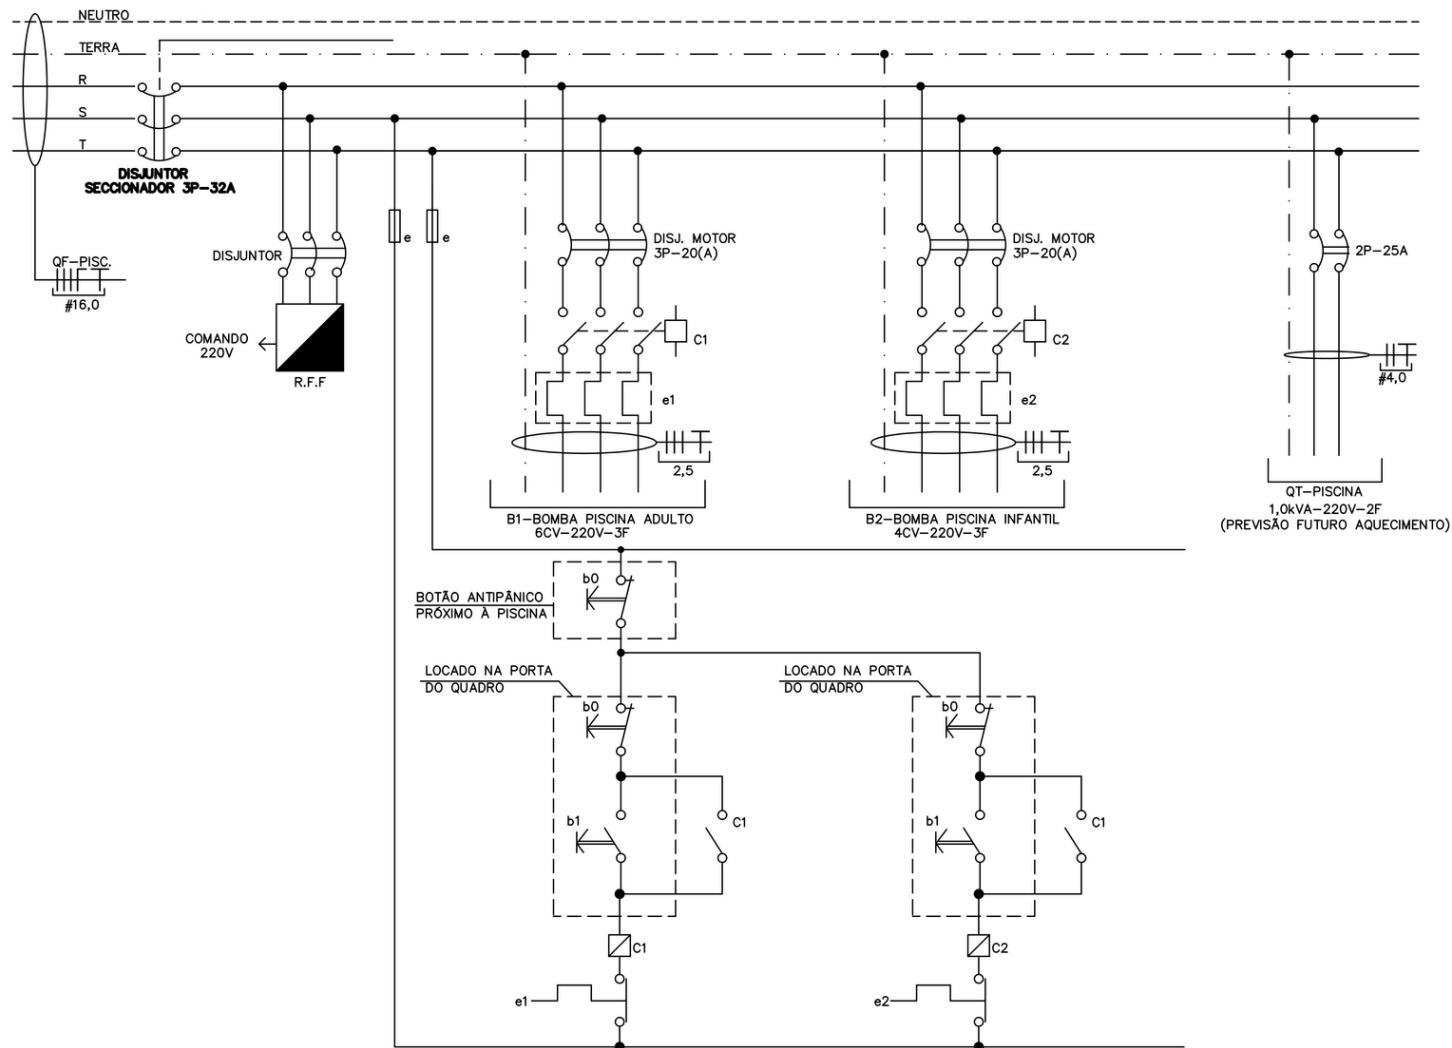 NEUTRO
TERRA
R
S
T
DISJUNTOR
SECCIONADOR 3P-32A
QF-PISC.
#16,0
DISJUNTOR
COMANDO
220V
R.F.F
e
e
DISJ. MOTOR
3P-20(A)
C1
e1
2,5
B1-BOMBA PISCINA ADULTO
6CV-220V-3F
DISJ. MOTOR
3P-20(A)
C2
e2
2,5
B2-BOMBA PISCINA INFANTIL
4CV-220V-3F
2P-25A
#4,0
QT-PISCINA
1,0kVA-220V-2F
(PREVISÃO FUTURO AQUECIMENTO)
b0
BOTÃO ANTIPÂNICO
PRÓXIMO À PISCINA
LOCADO NA PORTA
DO QUADRO
b0
b1
C1
C1
e1
LOCADO NA PORTA
DO QUADRO
b0
b1
C1
C2
e2